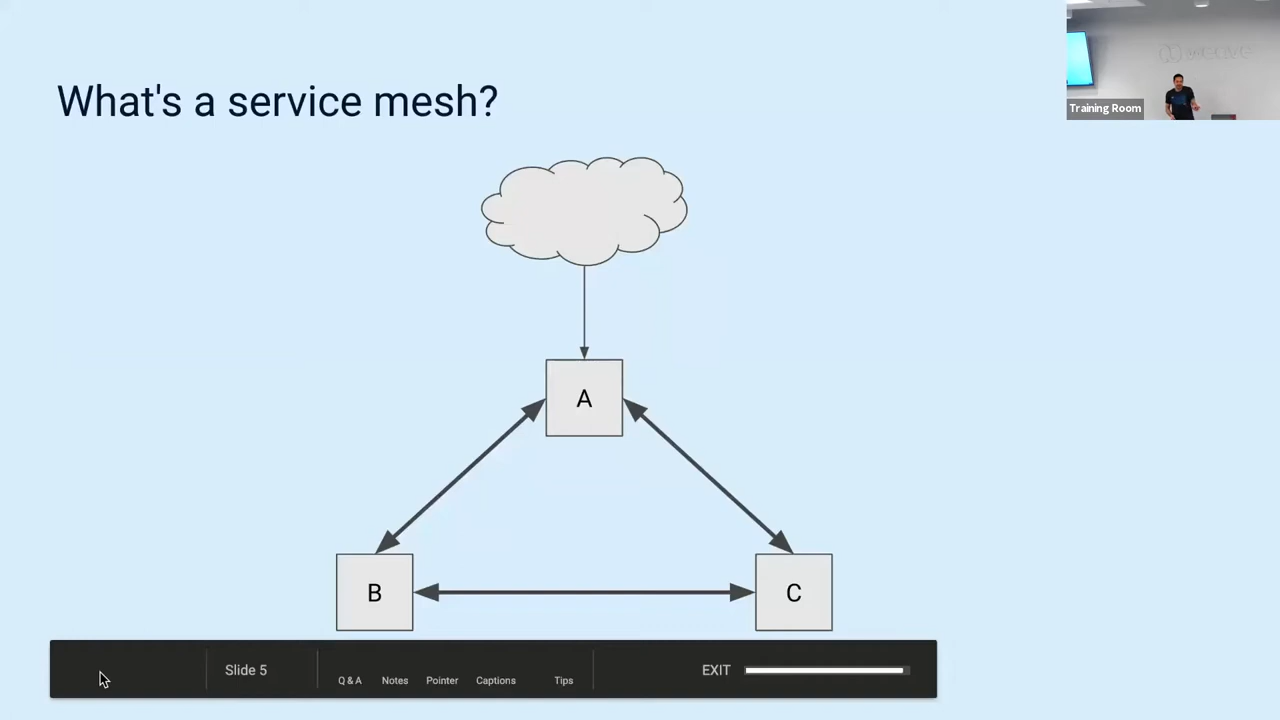 What's a service mesh?
Training Room
A
B
C
Slide 5
Q & A
Notes
Pointer
Captions
Tips
EXIT